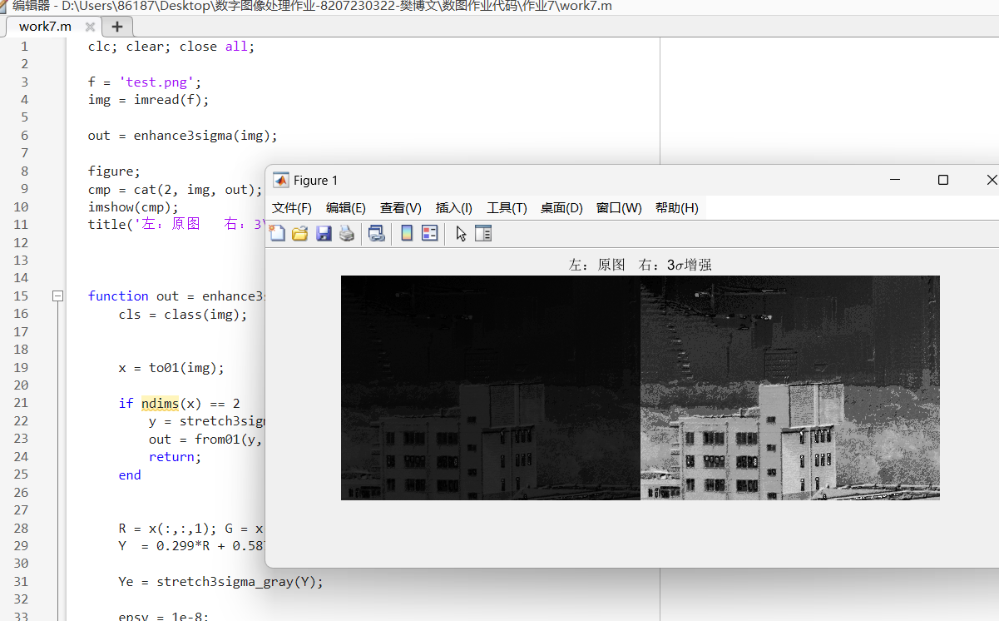 编辑器 - D:\Users\86187\Desktop\数字图像处理作业-8207230322-樊博文\数图作业代码\作业7\work7.m
work7.m
1 clc; clear; close all;
2
3 f = 'test.png';
4 img = imread(f);
5
6 out = enhance3sigma(img);
7
8 figure;
9 cmp = cat(2, img, out);
10 imshow(cmp);
11 title('左：原图 右：3\
12
13
14
15 function out = enhance3s
16 cls = class(img);
17
18
19 x = to01(img);
20
21 if ndims(x) == 2
22 y = stretch3sigm
23 out = from01(y,
24 return;
25 end
26
27
28 R = x(:,:,1); G = x
29 Y = 0.299*R + 0.587
30
31 Ye = stretch3sigma_gray(Y);
32
33 epsv = 1e-8;
Figure 1
文件(F) 编辑(E) 查看(V) 插入(I) 工具(T) 桌面(D) 窗口(W) 帮助(H)
左：原图 右：3σ增强